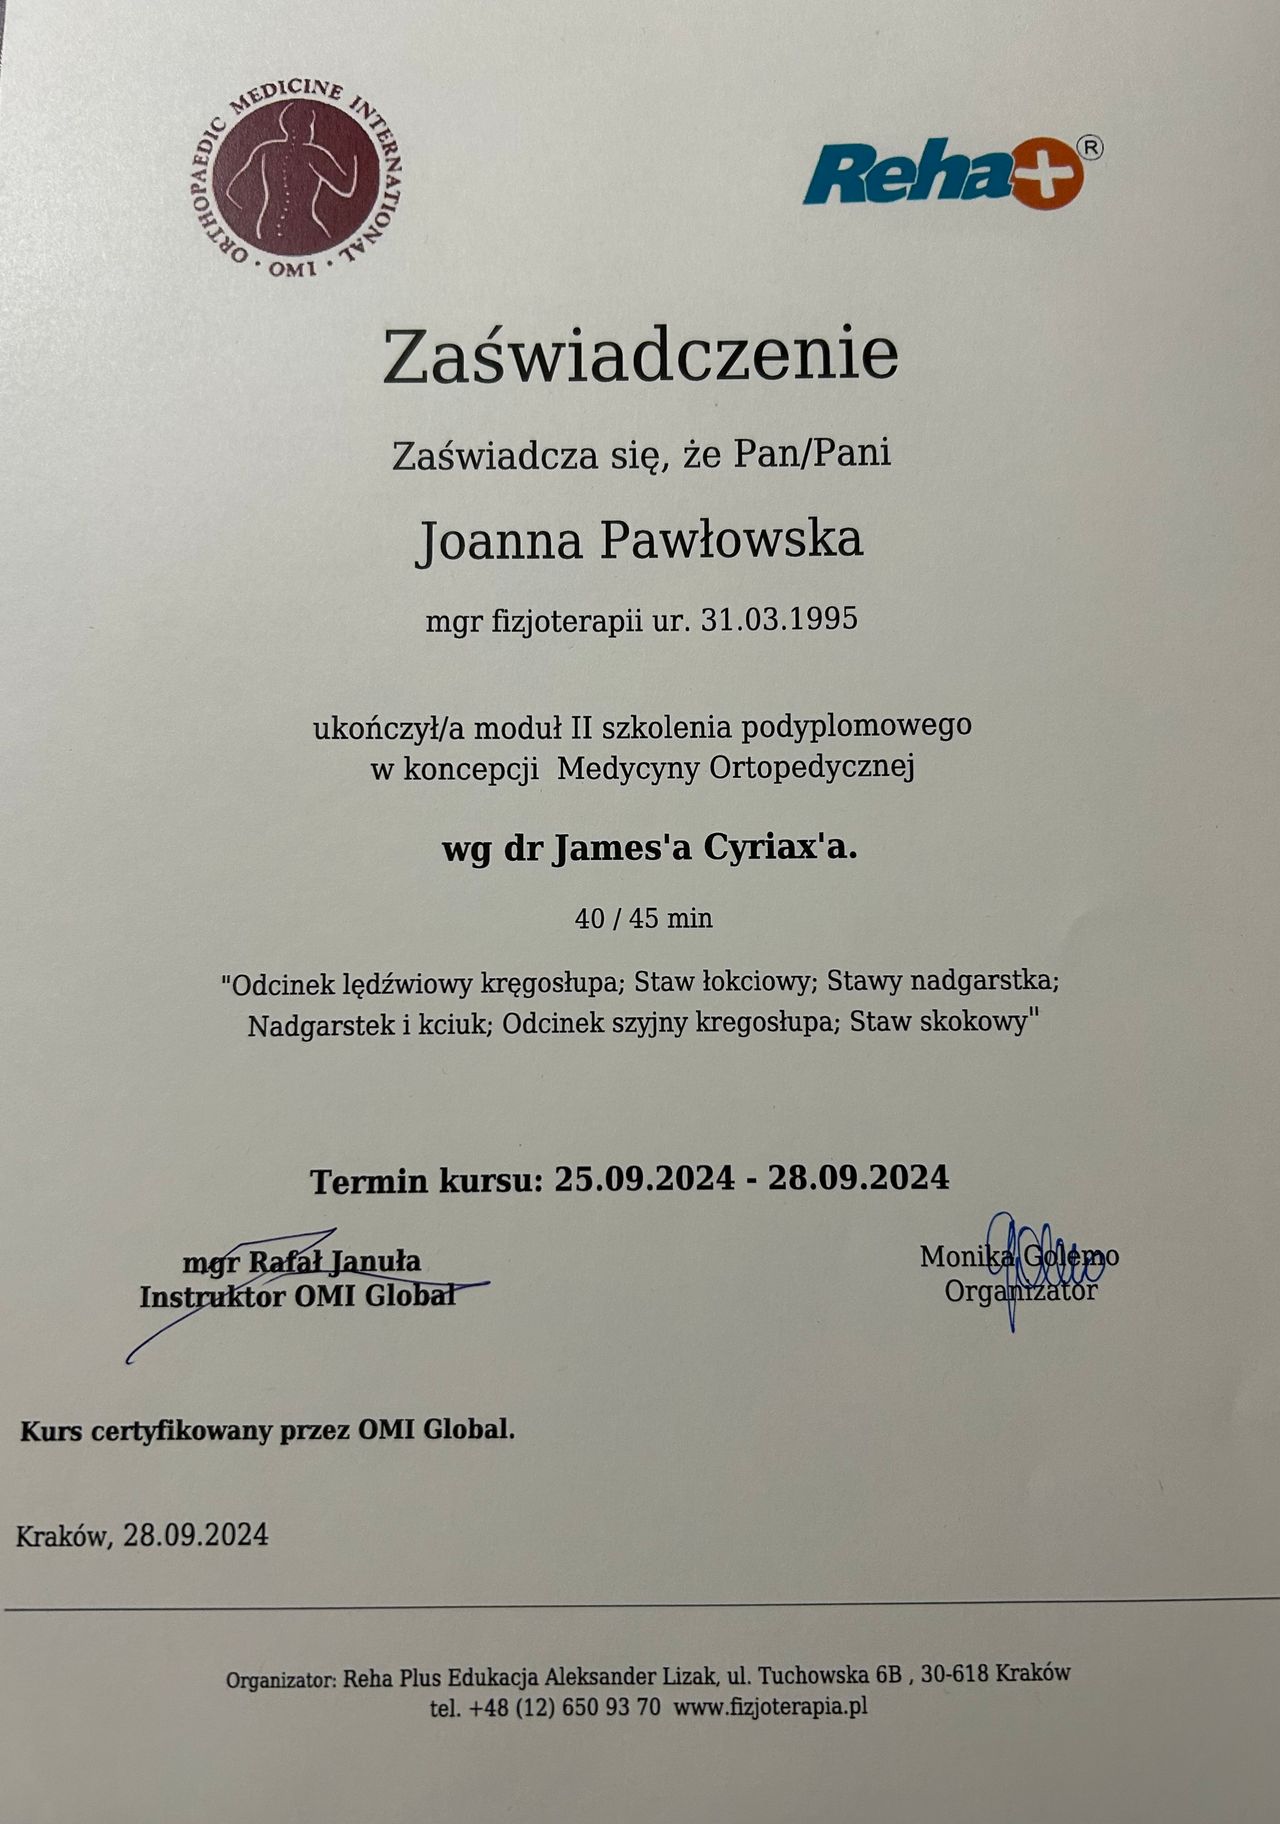 ORTHOPAEDIC MEDICINE INTERNATIONAL · OMI ·
Reha+®
Zaświadczenie
Zaświadcza się, że Pan/Pani
Joanna Pawłowska
mgr fizjoterapii ur. 31.03.1995
ukończył/a moduł II szkolenia podyplomowego
w koncepcji Medycyny Ortopedycznej
wg dr James'a Cyriax'a.
40 / 45 min
"Odcinek lędźwiowy kręgosłupa; Staw łokciowy; Stawy nadgarstka;
Nadgarstek i kciuk; Odcinek szyjny kregosłupa; Staw skokowy"
Termin kursu: 25.09.2024 - 28.09.2024
mgr Rafał Januła
Instruktor OMI Global
Monika Golemo
Organizator
Kurs certyfikowany przez OMI Global.
Kraków, 28.09.2024
Organizator: Reha Plus Edukacja Aleksander Lizak, ul. Tuchowska 6B , 30-618 Kraków
tel. +48 (12) 650 93 70 www.fizjoterapia.pl